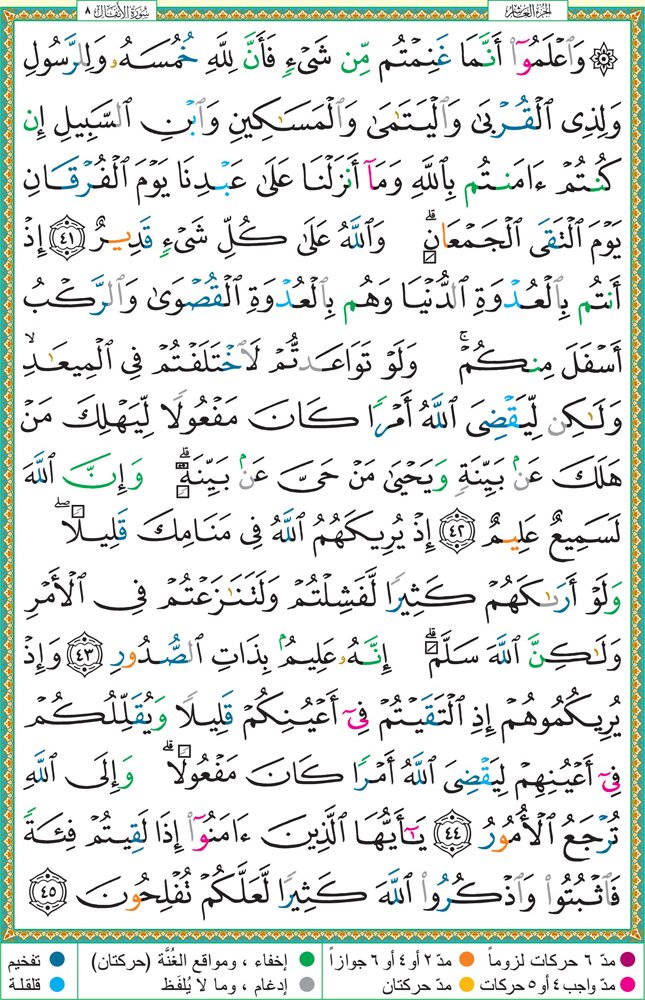 الجزء العاشر
سورة الأنفال ٨
۞ وَٱعْلَمُوٓا۟ أَنَّمَا غَنِمْتُم مِّن شَىْءٍ فَأَنَّ لِلَّهِ خُمُسَهُۥ وَلِلرَّسُولِ
وَلِذِى ٱلْقُرْبَىٰ وَٱلْيَتَٰمَىٰ وَٱلْمَسَٰكِينِ وَٱبْنِ ٱلسَّبِيلِ إِن
كُنتُمْ ءَامَنتُم بِٱللَّهِ وَمَآ أَنزَلْنَا عَلَىٰ عَبْدِنَا يَوْمَ ٱلْفُرْقَانِ
يَوْمَ ٱلْتَقَى ٱلْجَمْعَانِ ۗ وَٱللَّهُ عَلَىٰ كُلِّ شَىْءٍ قَدِيرٌ ﴿٤١﴾ إِذْ
أَنتُم بِٱلْعُدْوَةِ ٱلدُّنْيَا وَهُم بِٱلْعُدْوَةِ ٱلْقُصْوَىٰ وَٱلرَّكْبُ
أَسْفَلَ مِنكُمْ ۚ وَلَوْ تَوَاعَدتُّمْ لَٱخْتَلَفْتُمْ فِى ٱلْمِيعَٰدِ ۙ
وَلَٰكِن لِّيَقْضِىَ ٱللَّهُ أَمْرًا كَانَ مَفْعُولًا لِّيَهْلِكَ مَنْ
هَلَكَ عَنۢ بَيِّنَةٍ وَيَحْيَىٰ مَنْ حَىَّ عَنۢ بَيِّنَةٍ ۗ وَإِنَّ ٱللَّهَ
لَسَمِيعٌ عَلِيمٌ ﴿٤٢﴾ إِذْ يُرِيكَهُمُ ٱللَّهُ فِى مَنَامِكَ قَلِيلًا ۖ
وَلَوْ أَرَىٰكَهُمْ كَثِيرًا لَّفَشِلْتُمْ وَلَتَنَٰزَعْتُمْ فِى ٱلْأَمْرِ
وَلَٰكِنَّ ٱللَّهَ سَلَّمَ ۗ إِنَّهُۥ عَلِيمٌۢ بِذَاتِ ٱلصُّدُورِ ﴿٤٣﴾ وَإِذْ
يُرِيكُمُوهُمْ إِذِ ٱلْتَقَيْتُمْ فِىٓ أَعْيُنِكُمْ قَلِيلًا وَيُقَلِّلُكُمْ
فِىٓ أَعْيُنِهِمْ لِيَقْضِىَ ٱللَّهُ أَمْرًا كَانَ مَفْعُولًا ۗ وَإِلَى ٱللَّهِ
تُرْجَعُ ٱلْأُمُورُ ﴿٤٤﴾ يَٰٓأَيُّهَا ٱلَّذِينَ ءَامَنُوٓا۟ إِذَا لَقِيتُمْ فِئَةً
فَٱثْبُتُوا۟ وَٱذْكُرُوا۟ ٱللَّهَ كَثِيرًا لَّعَلَّكُمْ تُفْلِحُونَ ﴿٤٥﴾
مدّ ٦ حركات لزوماً مدّ ٢ أو ٤ أو ٦ جوازاً إخفاء ، ومواقع الغُنَّة (حركتان) تفخيم
مدّ واجب ٤ أو ٥ حركات مدّ حركتان إدغام ، وما لا يُلفَظ قلقلة